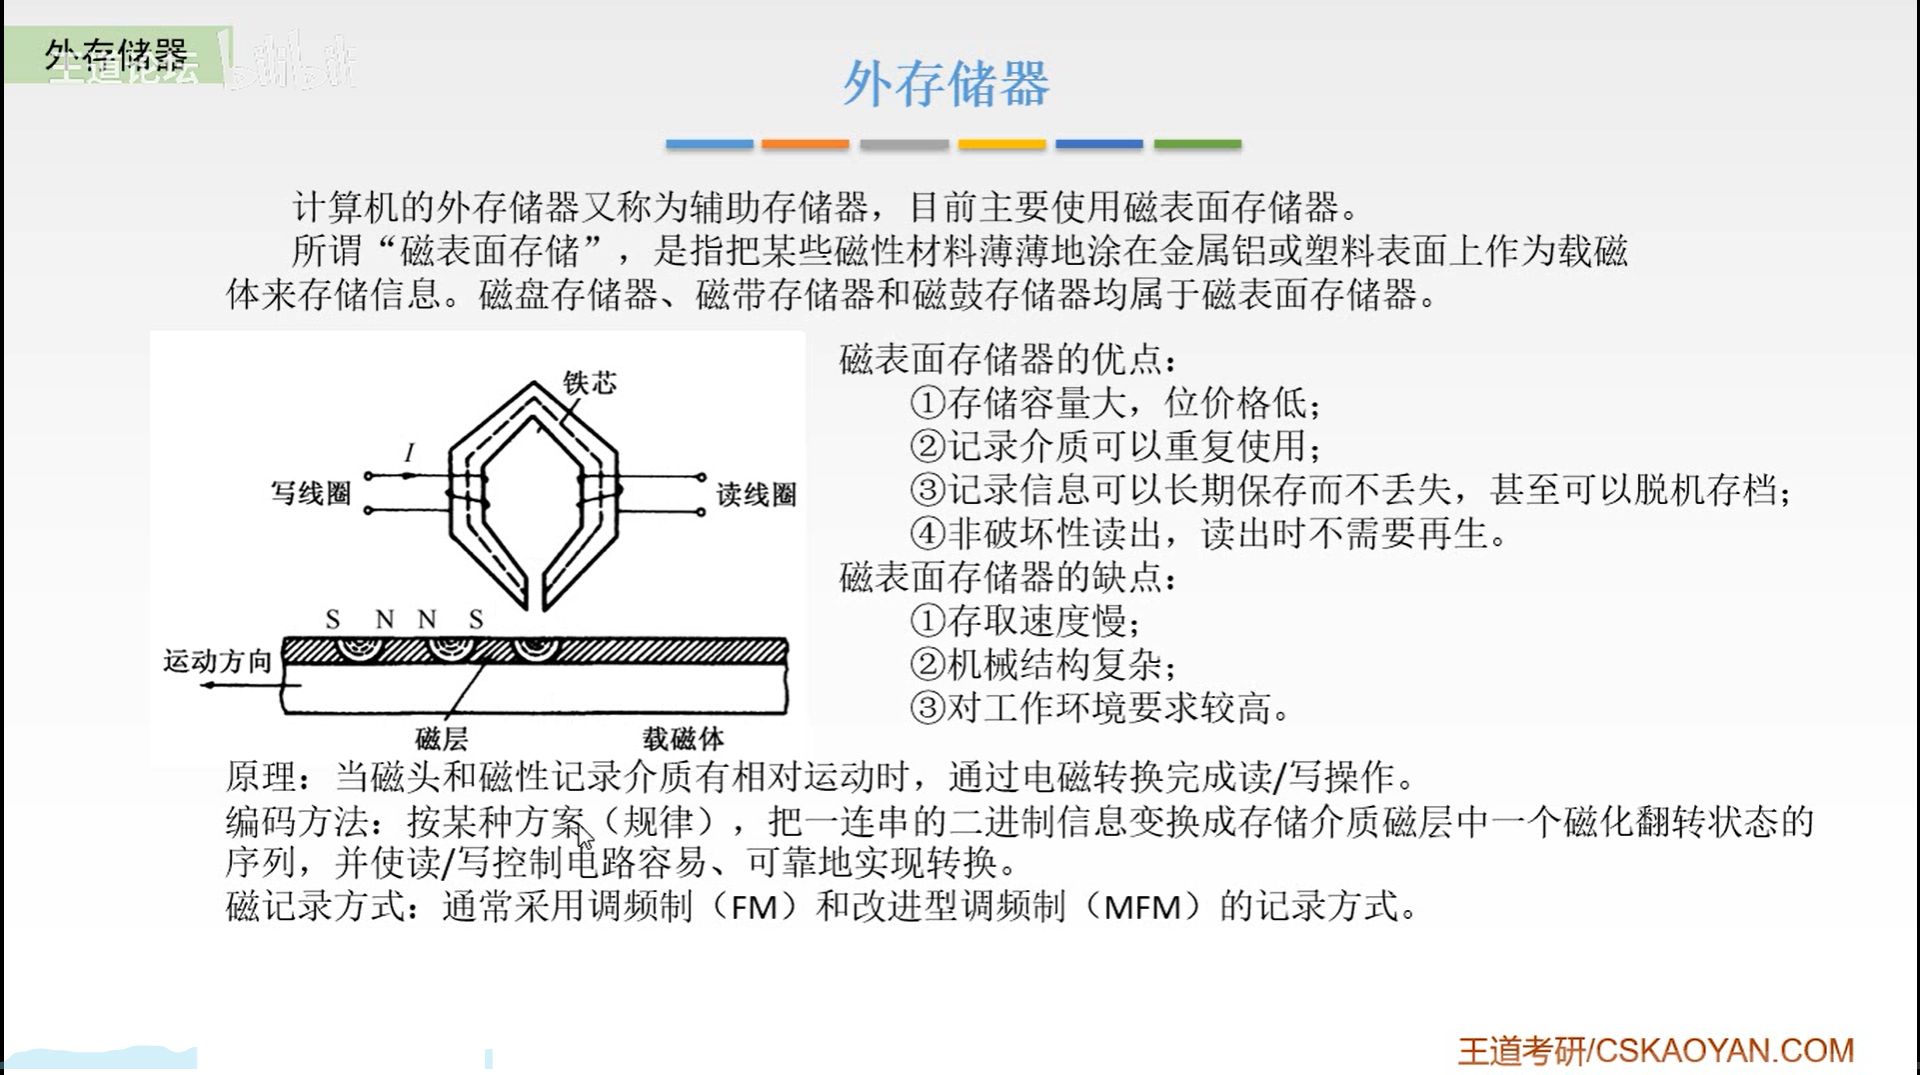 外存储器
王道论坛 bilibili
外存储器
计算机的外存储器又称为辅助存储器，目前主要使用磁表面存储器。
所谓“磁表面存储”，是指把某些磁性材料薄薄地涂在金属铝或塑料表面上作为载磁
体来存储信息。磁盘存储器、磁带存储器和磁鼓存储器均属于磁表面存储器。
铁芯
I
写线圈
读线圈
S N N S
运动方向
磁层
载磁体
磁表面存储器的优点：
①存储容量大，位价格低；
②记录介质可以重复使用；
③记录信息可以长期保存而不丢失，甚至可以脱机存档；
④非破坏性读出，读出时不需要再生。
磁表面存储器的缺点：
①存取速度慢；
②机械结构复杂；
③对工作环境要求较高。
原理：当磁头和磁性记录介质有相对运动时，通过电磁转换完成读/写操作。
编码方法：按某种方案（规律），把一连串的二进制信息变换成存储介质磁层中一个磁化翻转状态的
序列，并使读/写控制电路容易、可靠地实现转换。
磁记录方式：通常采用调频制（FM）和改进型调频制（MFM）的记录方式。
王道考研/CSKAOYAN.COM